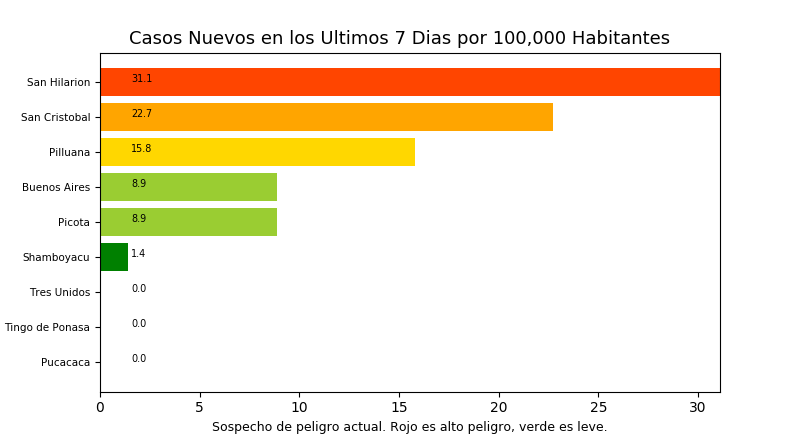 Casos Nuevos en los Ultimos 7 Dias por 100,000 Habitantes
San Hilarion 31.1
San Cristobal 22.7
Pilluana 15.8
Buenos Aires 8.9
Picota 8.9
Shamboyacu 1.4
Tres Unidos 0.0
Tingo de Ponasa 0.0
Pucacaca 0.0
0 5 10 15 20 25 30
Sospecho de peligro actual. Rojo es alto peligro, verde es leve.